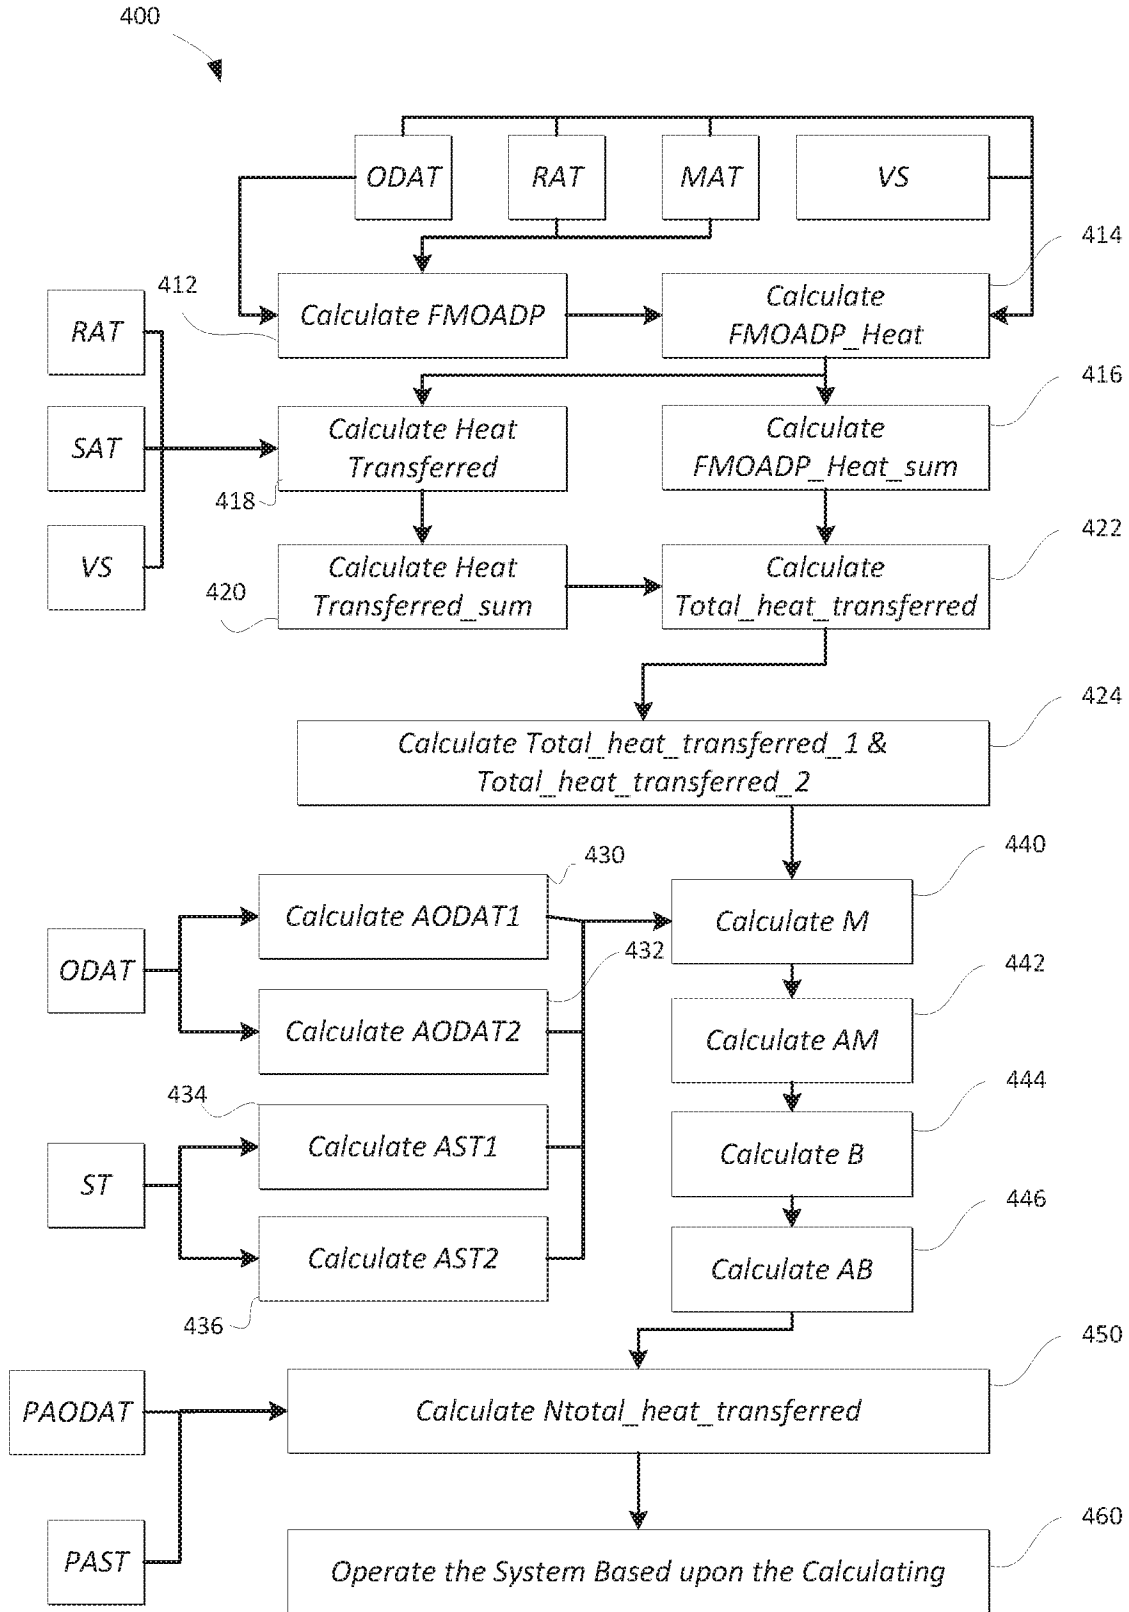 400
ODAT
RAT
MAT
VS
414
412
Calculate FMOADP
Calculate
FMOADP_Heat
RAT
416
SAT
Calculate Heat
Transferred
Calculate
FMOADP_Heat_sum
418
422
VS
Calculate Heat
Transferred_sum
Calculate
Total_heat_transferred
420
424
Calculate Total_heat_transferred_1 &
Total_heat_transferred_2
430
440
Calculate AODAT1
Calculate M
432
442
ODAT
Calculate AODAT2
Calculate AM
434
444
Calculate AST1
Calculate B
ST
446
Calculate AST2
Calculate AB
436
450
PAODAT
Calculate Ntotal_heat_transferred
460
PAST
Operate the System Based upon the Calculating